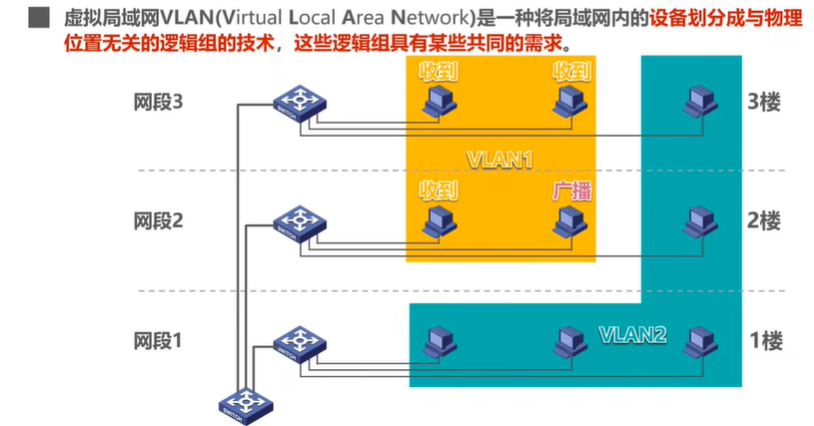 虚拟局域网VLAN(Virtual Local Area Network)是一种将局域网内的设备划分成与物理
位置无关的逻辑组的技术，这些逻辑组具有某些共同的需求。
收到 收到
网段3 SWITCH 3楼
VLAN1
收到 广播
网段2 SWITCH 2楼
VLAN2
网段1 SWITCH 1楼
SWITCH